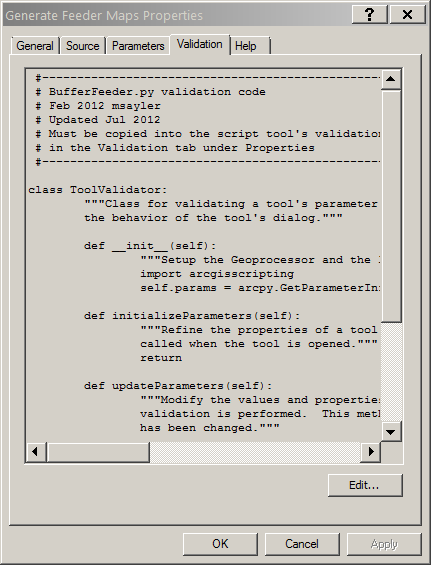 Generate Feeder Maps Properties
General Source Parameters Validation Help
#--------------------------------------------------
# BufferFeeder.py validation code
# Feb 2012 msayler
# Updated Jul 2012
# Must be copied into the script tool's validation
# in the Validation tab under Properties
#--------------------------------------------------
class ToolValidator:
"""Class for validating a tool's parameter
the behavior of the tool's dialog."""
def __init__(self):
"""Setup the Geoprocessor and the
import arcgisscripting
self.params = arcpy.GetParameterIn
def initializeParameters(self):
"""Refine the properties of a tool
called when the tool is opened."""
return
def updateParameters(self):
"""Modify the values and properties
validation is performed.  This met
has been changed."""
Edit...
OK Cancel Apply